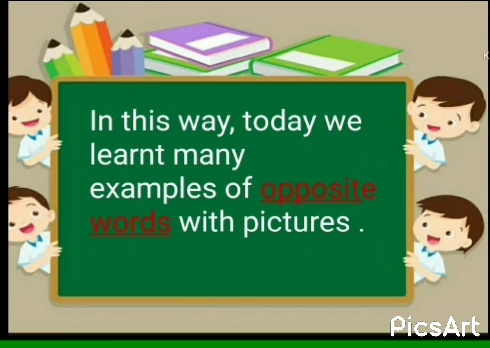 In this way, today we
learnt many
examples of opposite
words with pictures .
PicsArt